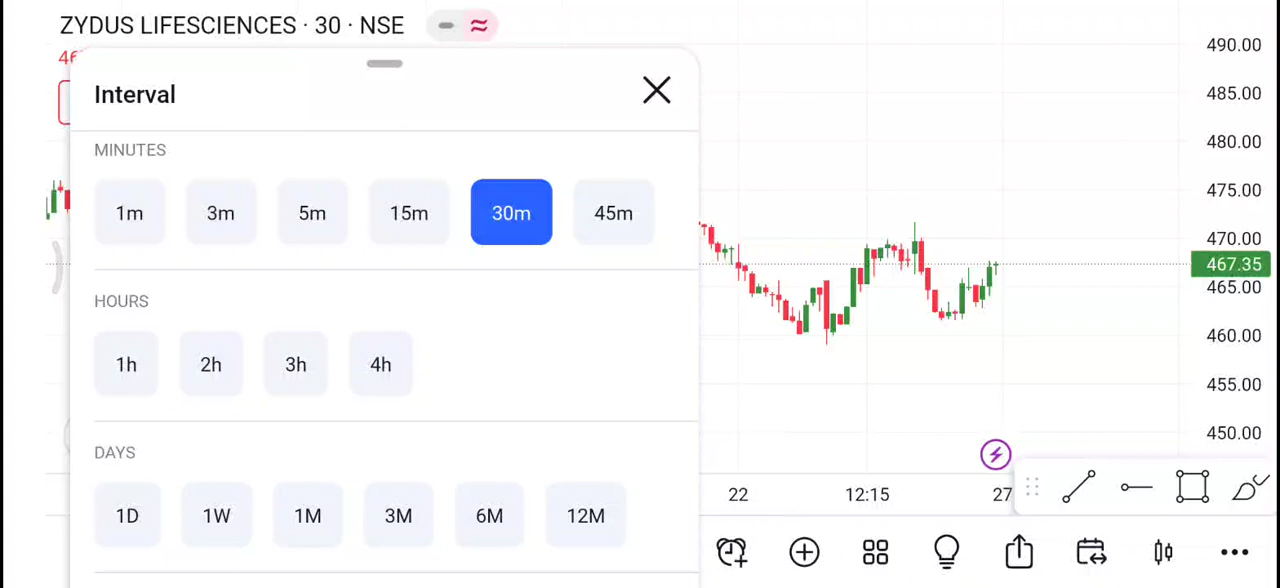 ZYDUS LIFESCIENCES · 30 · NSE
Interval
MINUTES
1m 3m 5m 15m 30m 45m
HOURS
1h 2h 3h 4h
DAYS
1D 1W 1M 3M 6M 12M
490.00
485.00
480.00
475.00
470.00
467.35
465.00
460.00
455.00
450.00
22 12:15 27